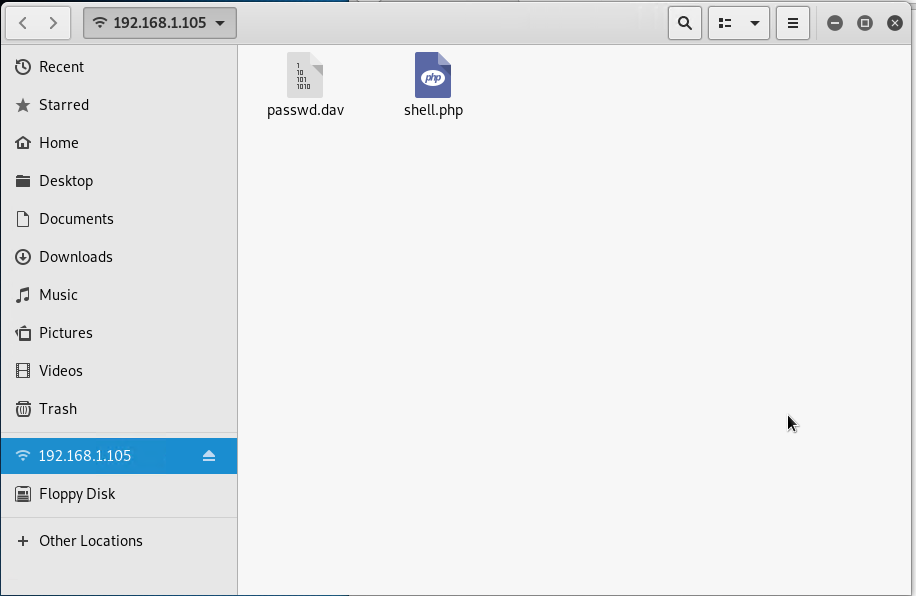 192.168.1.105
Recent
Starred
Home
Desktop
Documents
Downloads
Music
Pictures
Videos
Trash
192.168.1.105
Floppy Disk
Other Locations
1
10
101
1010
passwd.dav
php
shell.php